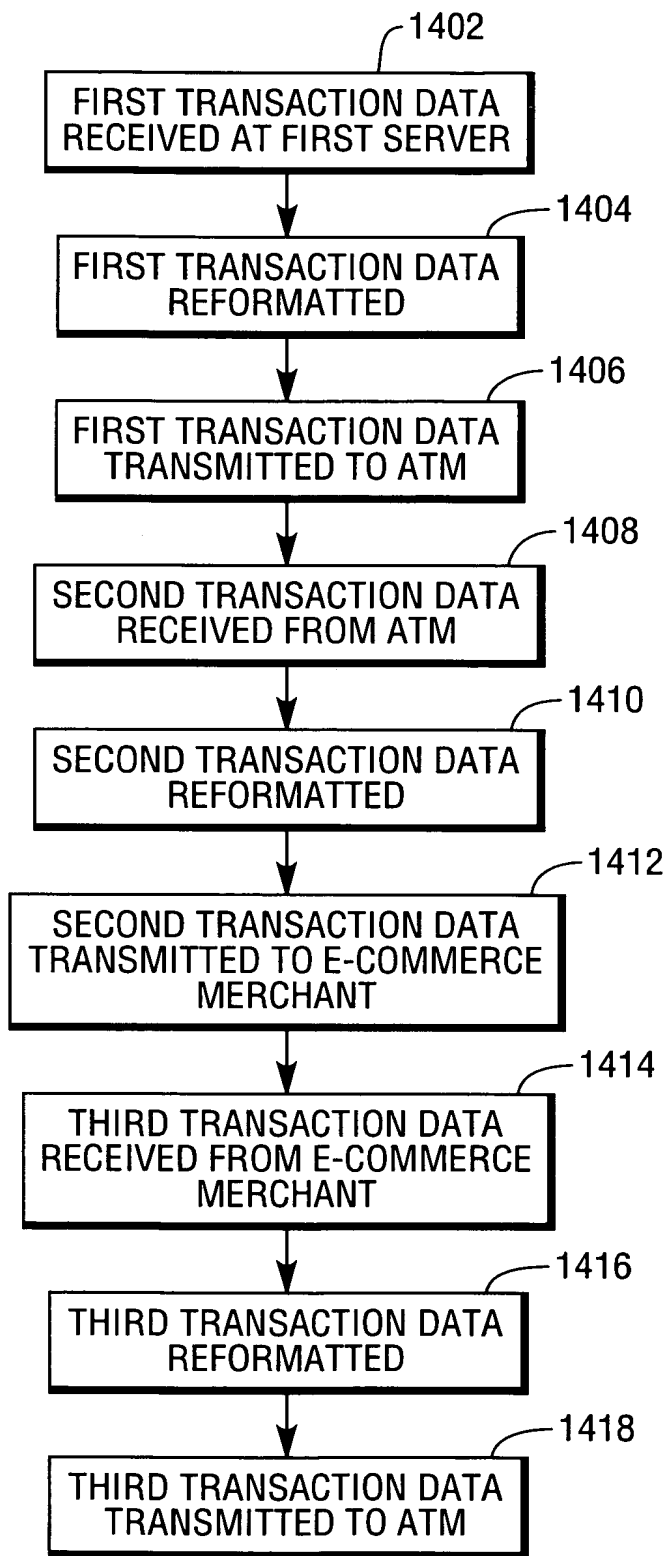 1402
FIRST TRANSACTION DATA
RECEIVED AT FIRST SERVER
1404
FIRST TRANSACTION DATA
REFORMATTED
1406
FIRST TRANSACTION DATA
TRANSMITTED TO ATM
1408
SECOND TRANSACTION DATA
RECEIVED FROM ATM
1410
SECOND TRANSACTION DATA
REFORMATTED
1412
SECOND TRANSACTION DATA
TRANSMITTED TO E-COMMERCE
MERCHANT
1414
THIRD TRANSACTION DATA
RECEIVED FROM E-COMMERCE
MERCHANT
1416
THIRD TRANSACTION DATA
REFORMATTED
1418
THIRD TRANSACTION DATA
TRANSMITTED TO ATM